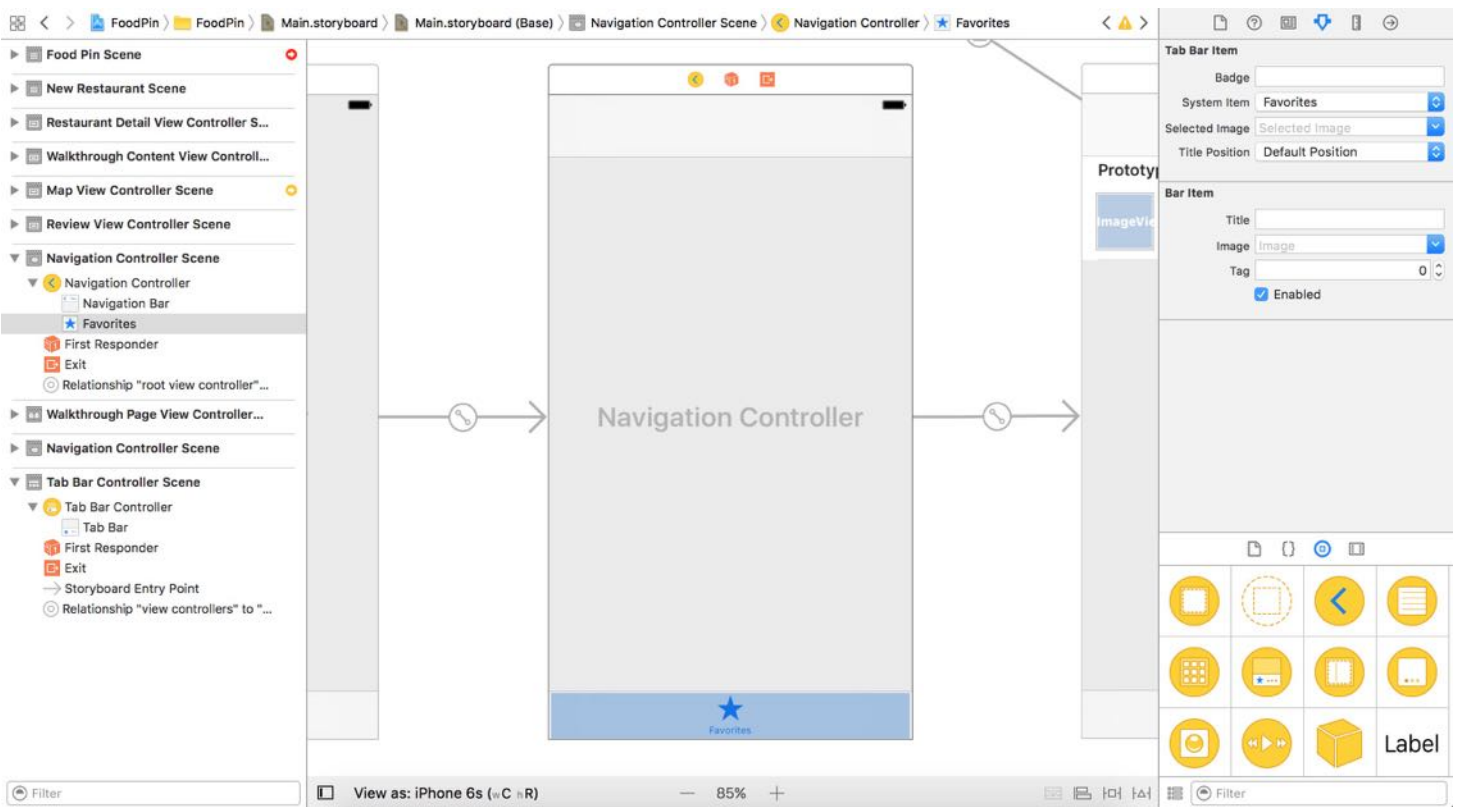 FoodPin FoodPin Main.storyboard Main.storyboard (Base) Navigation Controller Scene Navigation Controller Favorites
Food Pin Scene
New Restaurant Scene
Restaurant Detail View Controller S...
Walkthrough Content View Controll...
Map View Controller Scene
Review View Controller Scene
Navigation Controller Scene
Navigation Controller
Navigation Bar
Favorites
First Responder
Exit
Relationship "root view controller"...
Walkthrough Page View Controller...
Navigation Controller Scene
Tab Bar Controller Scene
Tab Bar Controller
Tab Bar
First Responder
Exit
Storyboard Entry Point
Relationship "view controllers" to "...
Filter
Navigation Controller
Favorites
Prototyp
ImageVie
View as: iPhone 6s (wC hR)
85%
Tab Bar Item
Badge
System Item Favorites
Selected Image Selected Image
Title Position Default Position
Bar Item
Title
Image Image
Tag 0
Enabled
Label
Filter